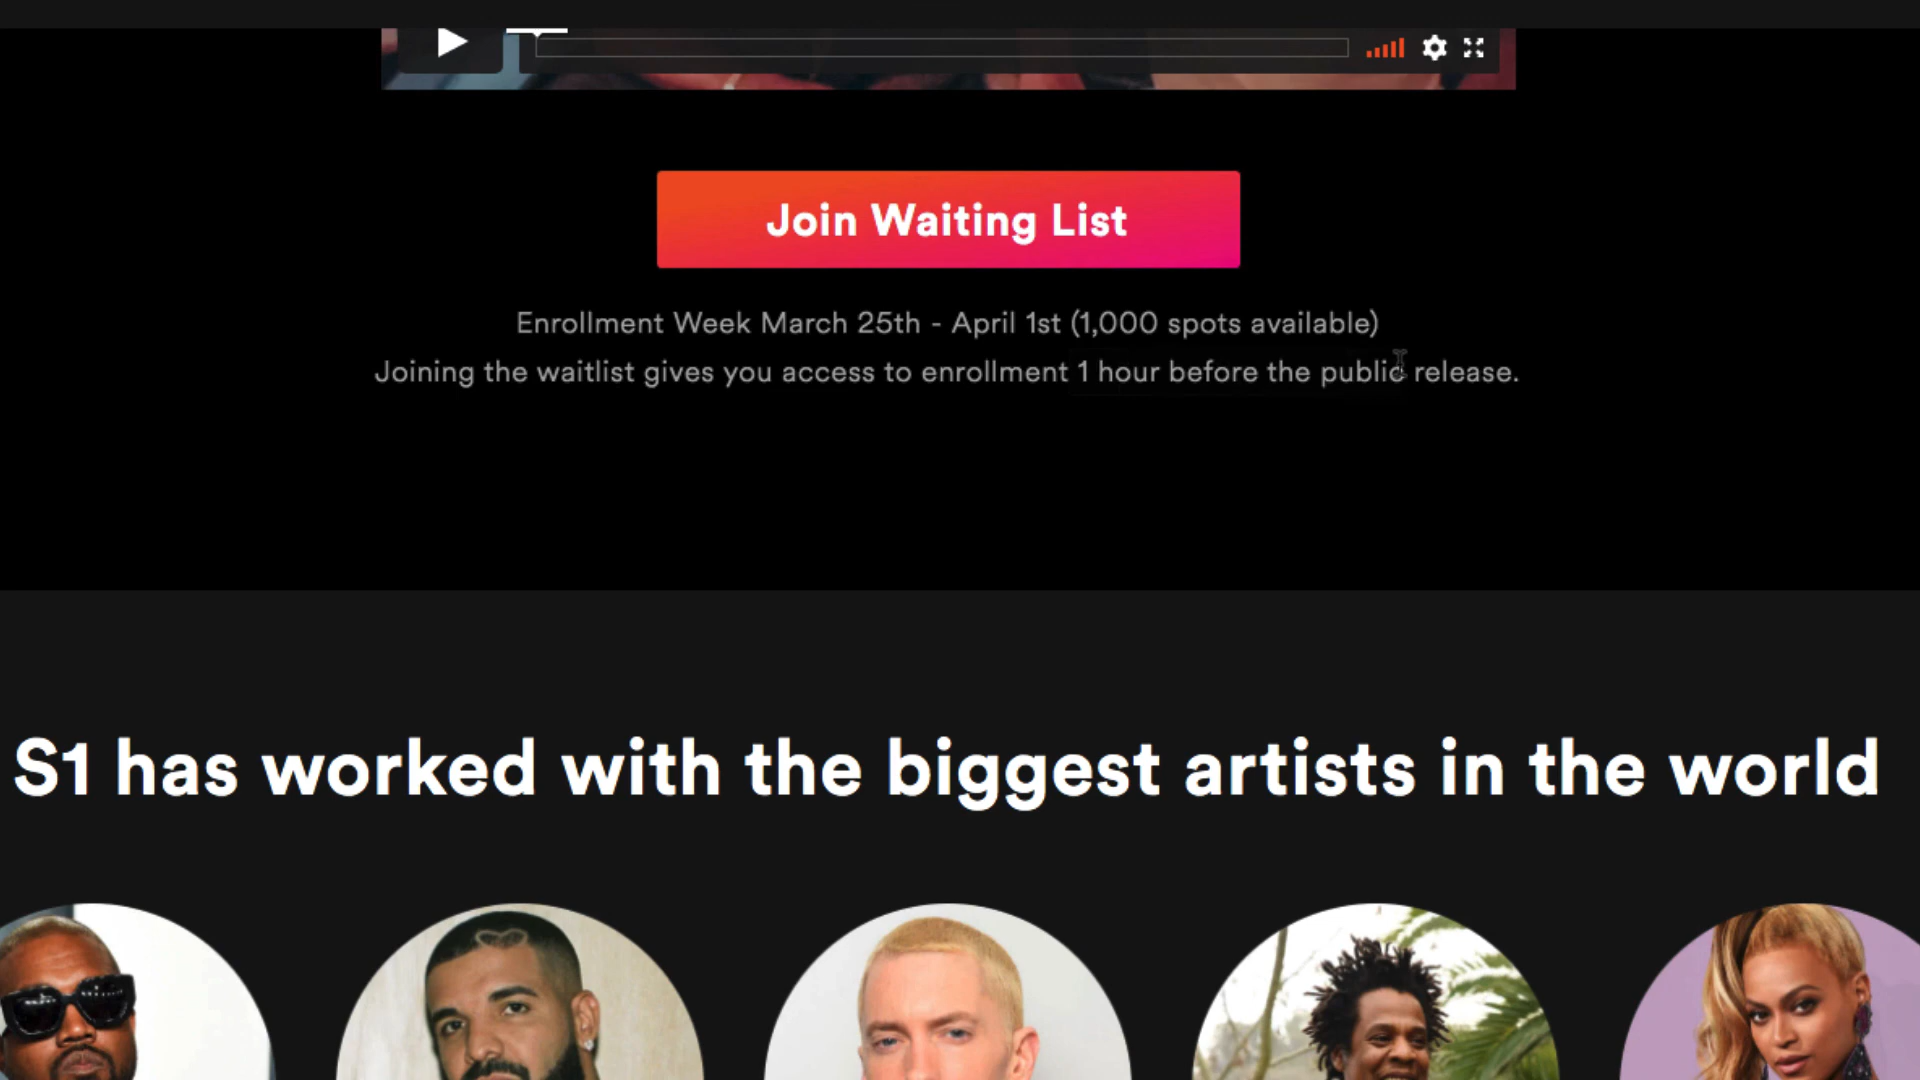 Join Waiting List
Enrollment Week March 25th - April 1st (1,000 spots available)
Joining the waitlist gives you access to enrollment 1 hour before the public release.
S1 has worked with the biggest artists in the world